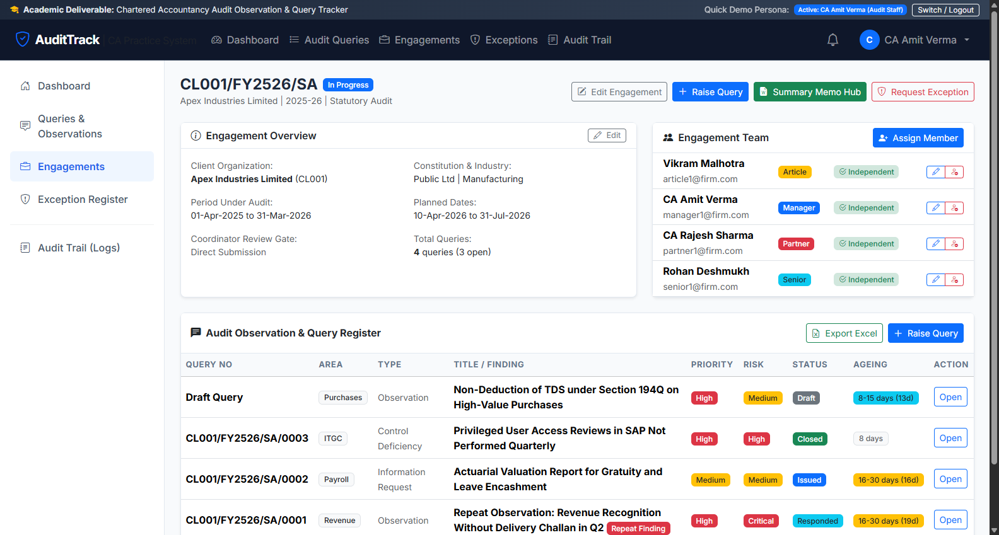 Academic Deliverable: Chartered Accountancy Audit Observation & Query Tracker
Quick Demo Persona: Active: CA Amit Verma (Audit Staff) Switch / Logout
AuditTrack | CA Practice System Dashboard Audit Queries Engagements Exceptions Audit Trail C CA Amit Verma
Dashboard
Queries &
Observations
Engagements
Exception Register
Audit Trail (Logs)
CL001/FY2526/SA In Progress
Apex Industries Limited | 2025-26 | Statutory Audit
Edit Engagement + Raise Query Summary Memo Hub Request Exception
Engagement Overview Edit
Client Organization:
Apex Industries Limited (CL001)
Constitution & Industry:
Public Ltd | Manufacturing
Period Under Audit:
01-Apr-2025 to 31-Mar-2026
Planned Dates:
10-Apr-2026 to 31-Jul-2026
Coordinator Review Gate:
Direct Submission
Total Queries:
4 queries (3 open)
Engagement Team Assign Member
Vikram Malhotra
article1@firm.com
Article Independent
CA Amit Verma
manager1@firm.com
Manager Independent
CA Rajesh Sharma
partner1@firm.com
Partner Independent
Rohan Deshmukh
senior1@firm.com
Senior Independent
Audit Observation & Query Register Export Excel + Raise Query
QUERY NO AREA TYPE TITLE / FINDING PRIORITY RISK STATUS AGEING ACTION
Draft Query Purchases Observation
Non-Deduction of TDS under Section 194Q on
High-Value Purchases
High Medium Draft 8-15 days (13d) Open
CL001/FY2526/SA/0003 ITGC
Control
Deficiency
Privileged User Access Reviews in SAP Not
Performed Quarterly
High High Closed 8 days Open
CL001/FY2526/SA/0002 Payroll
Information
Request
Actuarial Valuation Report for Gratuity and
Leave Encashment
Medium Medium Issued 16-30 days (16d) Open
CL001/FY2526/SA/0001 Revenue Observation
Repeat Observation: Revenue Recognition
Without Delivery Challan in Q2 Repeat Finding
High Critical Responded 16-30 days (19d) Open